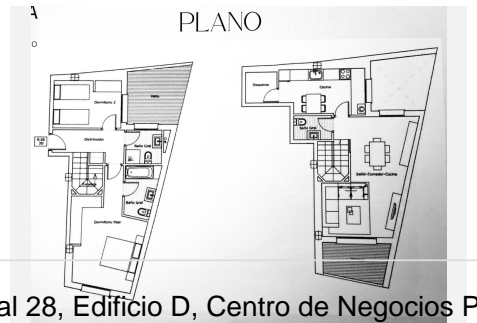 A
PLANO
o
Dormitorio 2
Patio
Despensa
Cocina
Distribución
Baño Gral
Baño Gral
Salón-Comedor-Cocina
Baño Gral
Dormitorio Ppal
al 28, Edificio D, Centro de Negocios P